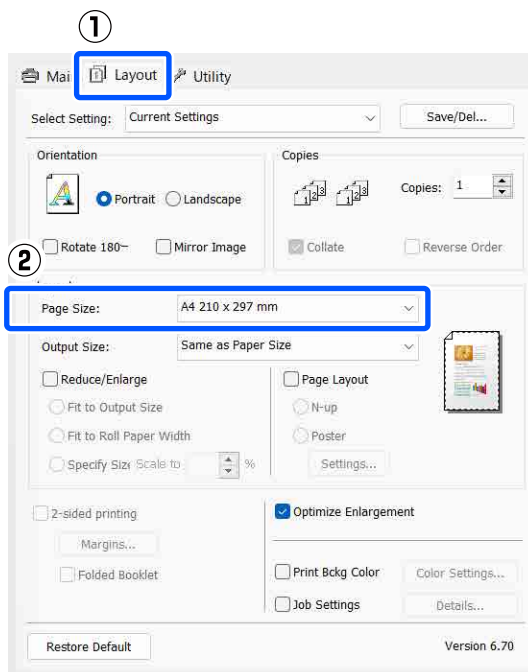 ①
Mai Layout Utility
Select Setting: Current Settings Save/Del...
Orientation Copies
Portrait Landscape Copies: 1
Rotate 180 Mirror Image Collate Reverse Order
②
Page Size: A4 210 x 297 mm
Output Size: Same as Paper Size
Reduce/Enlarge Page Layout
Fit to Output Size N-up
Fit to Roll Paper Width Poster
Specify Siz Scale to % Settings...
2-sided printing Optimize Enlargement
Margins...
Folded Booklet Print Bckg Color Color Settings...
Job Settings Details...
Restore Default Version 6.70